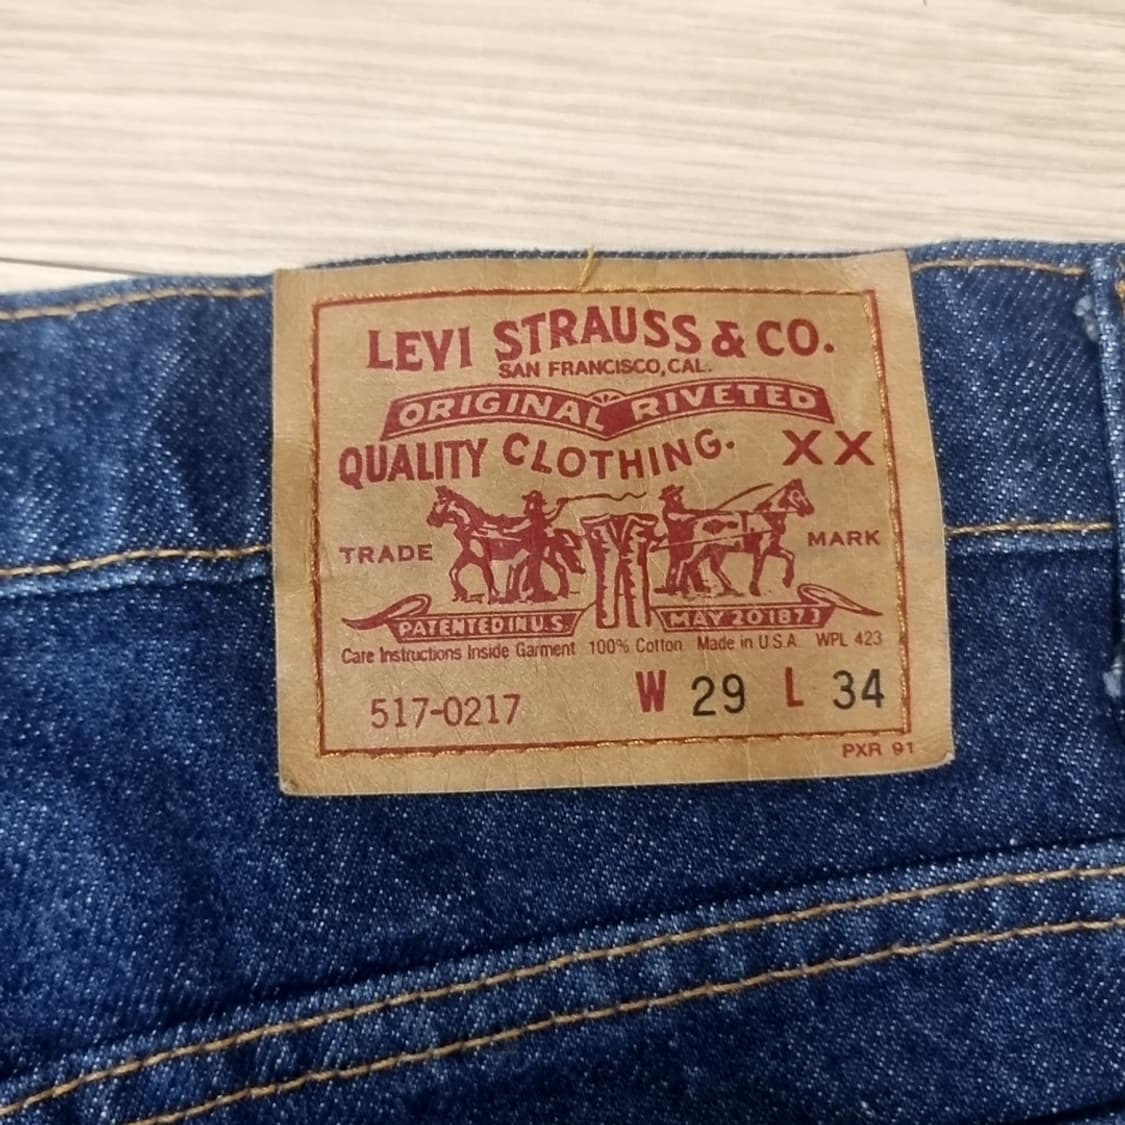 LEVI STRAUSS & CO.
SAN FRANCISCO, CAL.
ORIGINAL RIVETED
QUALITY CLOTHING. XX
TRADE MARK
PATENTED IN U.S. MAY 20 1873
Care Instructions Inside Garment 100% Cotton Made in U.S.A. WPL 423
517-0217 W 29 L 34
PXR 91